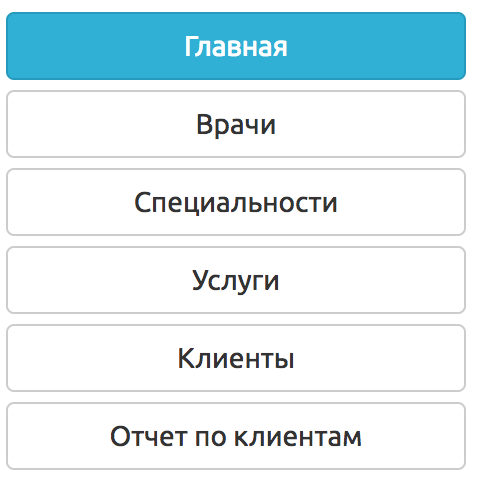 Главная
Врачи
Специальности
Услуги
Клиенты
Отчет по клиентам